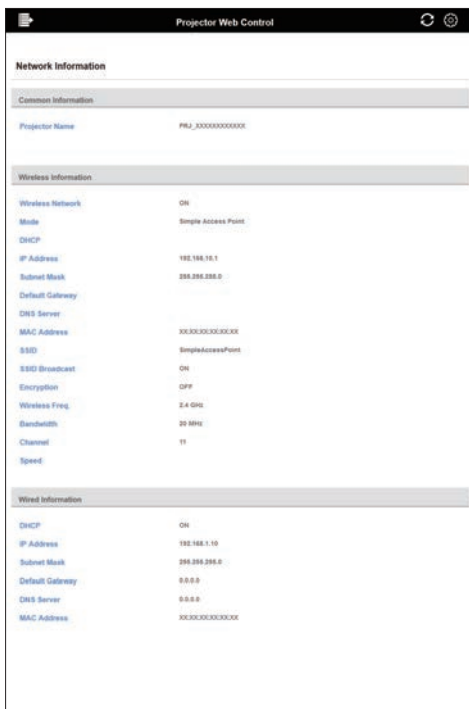 Projector Web Control
Network Information
Common Information
Projector Name PRJ_XXXXXXXXXXXX
Wireless Information
Wireless Network ON
Mode Simple Access Point
DHCP
IP Address 192.168.10.1
Subnet Mask 255.255.255.0
Default Gateway
DNS Server
MAC Address XX:XX:XX:XX:XX:XX
SSID SimpleAccessPoint
SSID Broadcast ON
Encryption OFF
Wireless Freq. 2.4 GHz
Bandwidth 20 MHz
Channel 11
Speed
Wired Information
DHCP ON
IP Address 192.168.1.10
Subnet Mask 255.255.255.0
Default Gateway 0.0.0.0
DNS Server 0.0.0.0
MAC Address XX:XX:XX:XX:XX:XX